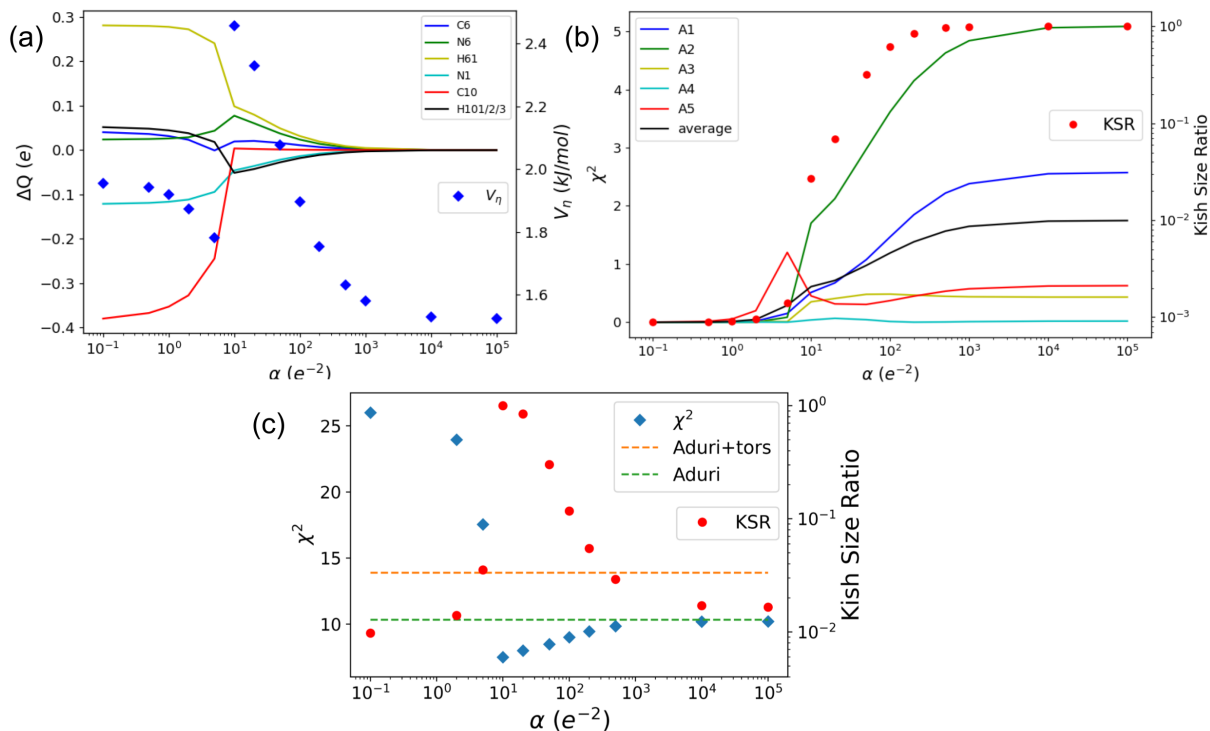 (a)
0.3
0.2
0.1
0.0
−0.1
−0.2
−0.3
−0.4
ΔQ (e)
C6
N6
H61
N1
C10
H101/2/3
V_η
2.4
2.2
2.0
1.8
1.6
V_η (kJ/mol)
10⁻¹ 10⁰ 10¹ 10² 10³ 10⁴ 10⁵
α (e⁻²)
(b)
5
4
3
2
1
0
χ²
A1
A2
A3
A4
A5
average
KSR
10⁰
10⁻¹
10⁻²
10⁻³
Kish Size Ratio
10⁻¹ 10⁰ 10¹ 10² 10³ 10⁴ 10⁵
α (e⁻²)
(c)
25
20
15
10
χ²
χ²
Aduri+tors
Aduri
KSR
10⁰
10⁻¹
10⁻²
Kish Size Ratio
10⁻¹ 10⁰ 10¹ 10² 10³ 10⁴ 10⁵
α (e⁻²)